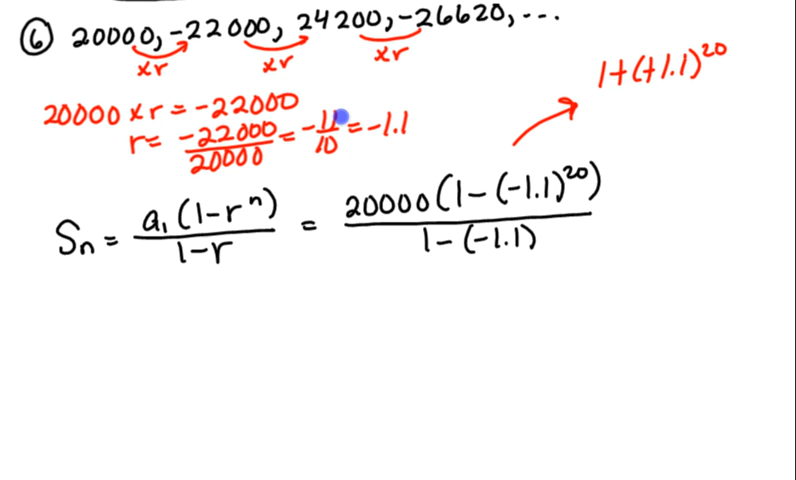 ⑥ 20000, -22000, 24200, -26620, ...
xr xr xr
1+(+1.1)^20
20000 x r = -22000
r = -22000/20000 = -11/10 = -1.1
Sn = a₁(1-r^n)/1-r = 20000(1-(-1.1)^20)/1-(-1.1)